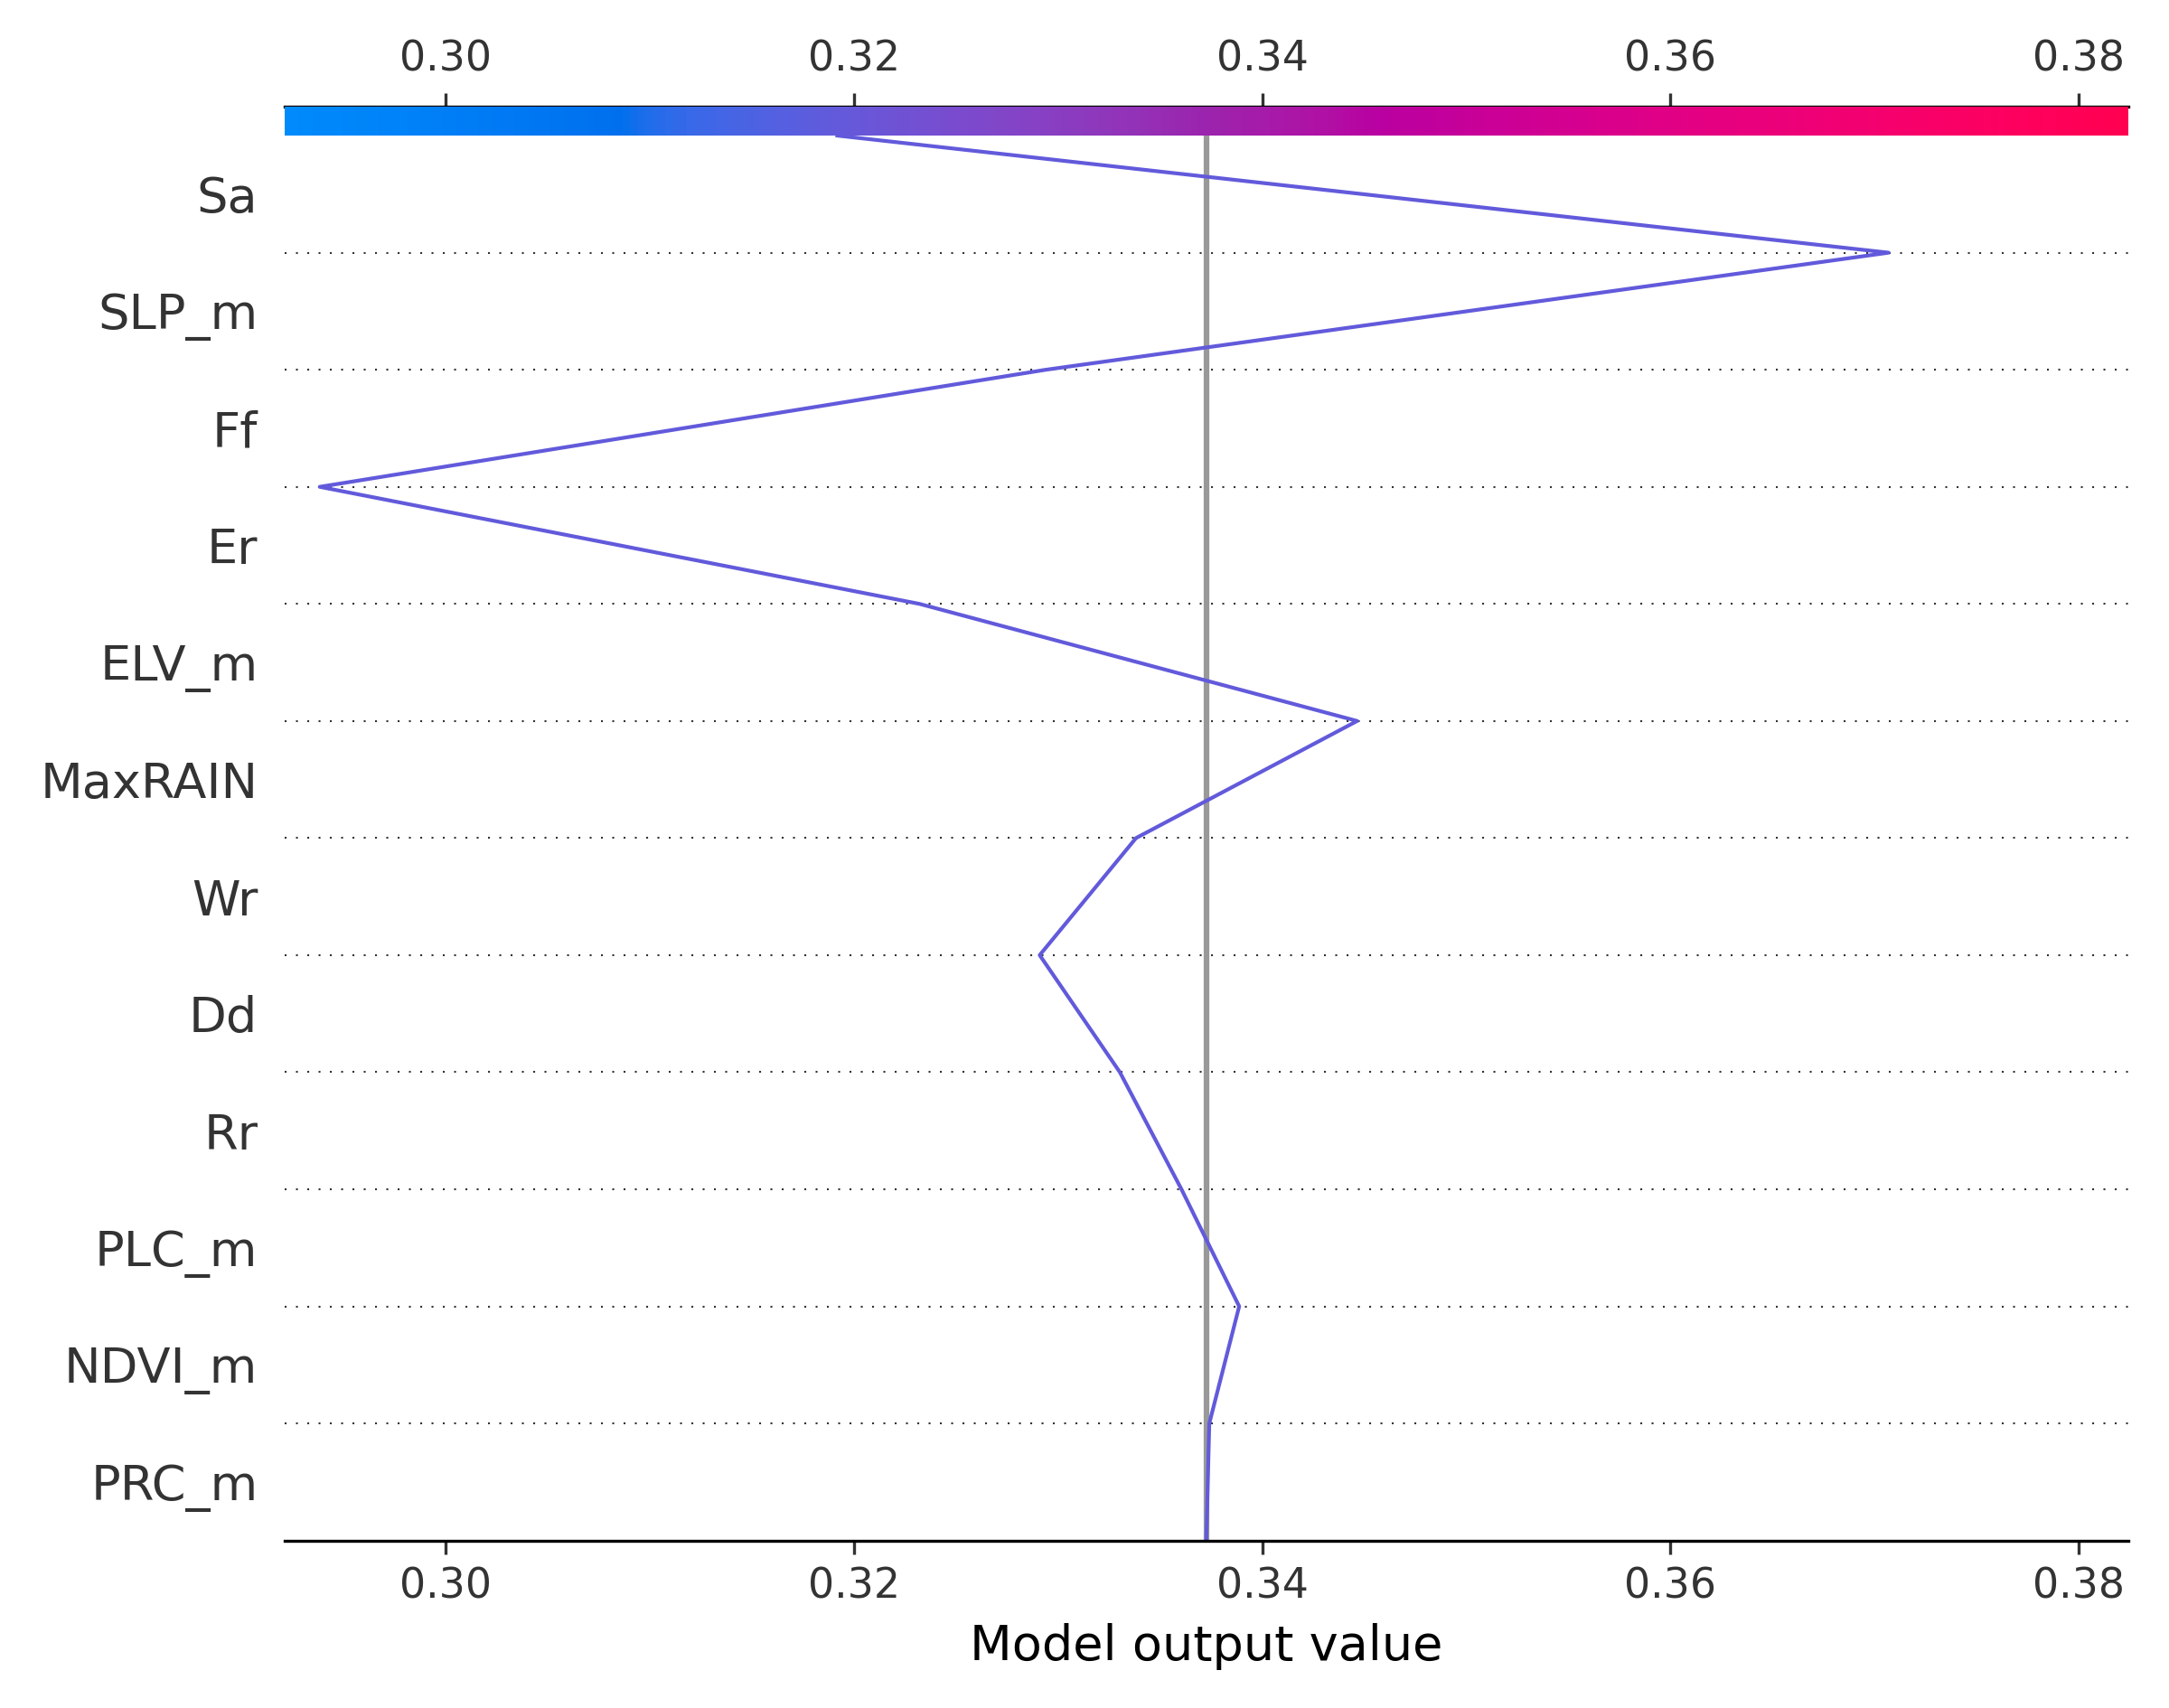 0.30 0.32 0.34 0.36 0.38
Sa
SLP_m
Ff
Er
ELV_m
MaxRAIN
Wr
Dd
Rr
PLC_m
NDVI_m
PRC_m
0.30 0.32 0.34 0.36 0.38
Model output value